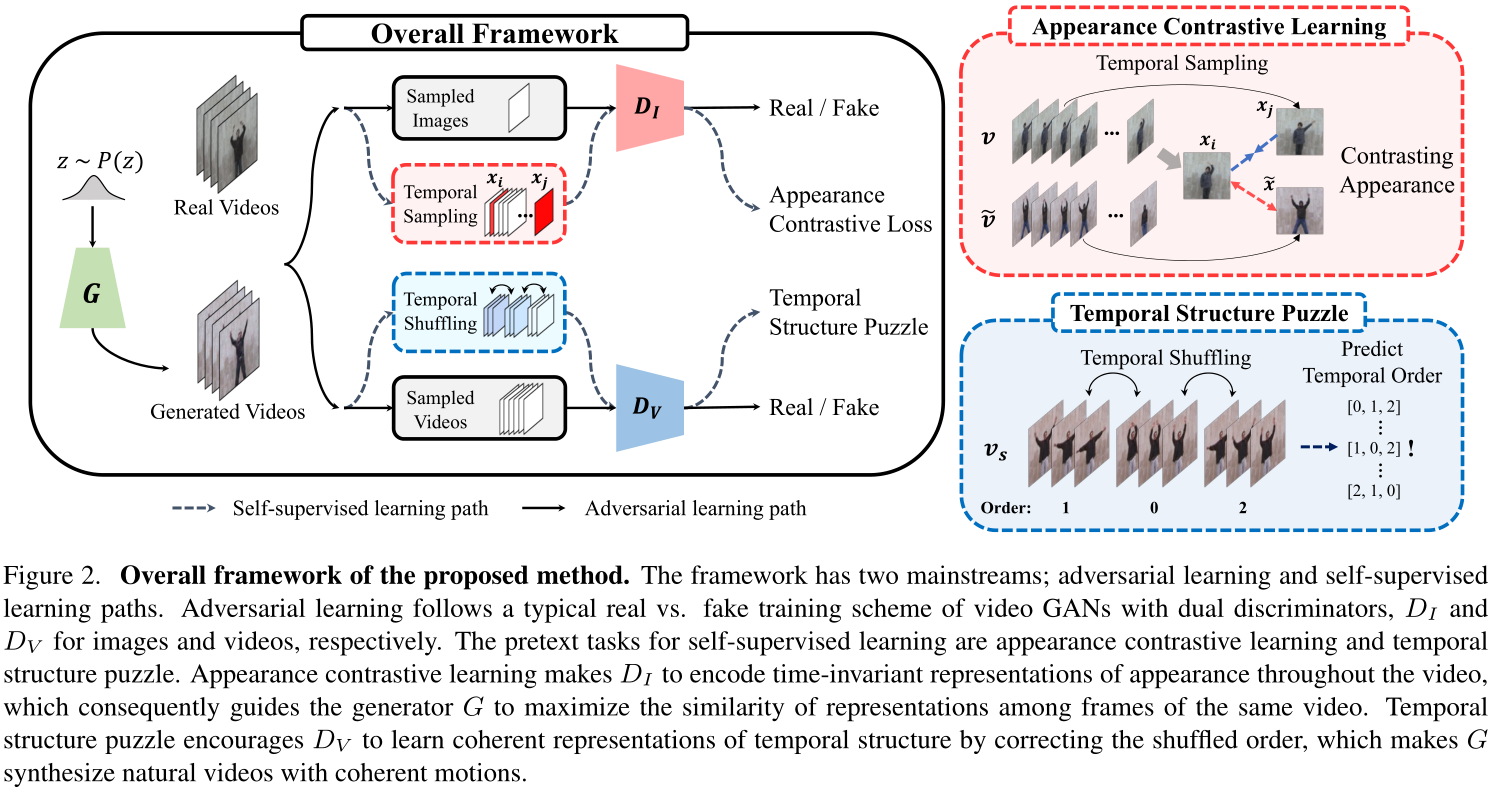 Overall Framework
z ~ P(z)
G
Real Videos
Generated Videos
Sampled
Images
Temporal
Sampling
x_i x_j
...
Temporal
Shuffling
Sampled
Videos
D_I
D_V
Real / Fake
Appearance
Contrastive Loss
Temporal
Structure Puzzle
Real / Fake
Self-supervised learning path
Adversarial learning path
Appearance Contrastive Learning
Temporal Sampling
v
...
ṽ
...
x_i
x_j
x̃
Contrasting
Appearance
Temporal Structure Puzzle
Temporal Shuffling
v_s
Order: 1 0 2
Predict
Temporal Order
[0, 1, 2]
⋮
[1, 0, 2] !
⋮
[2, 1, 0]
Figure 2. Overall framework of the proposed method. The framework has two mainstreams; adversarial learning and self-supervised
learning paths. Adversarial learning follows a typical real vs. fake training scheme of video GANs with dual discriminators, D_I and
D_V for images and videos, respectively. The pretext tasks for self-supervised learning are appearance contrastive learning and temporal
structure puzzle. Appearance contrastive learning makes D_I to encode time-invariant representations of appearance throughout the video,
which consequently guides the generator G to maximize the similarity of representations among frames of the same video. Temporal
structure puzzle encourages D_V to learn coherent representations of temporal structure by correcting the shuffled order, which makes G
synthesize natural videos with coherent motions.